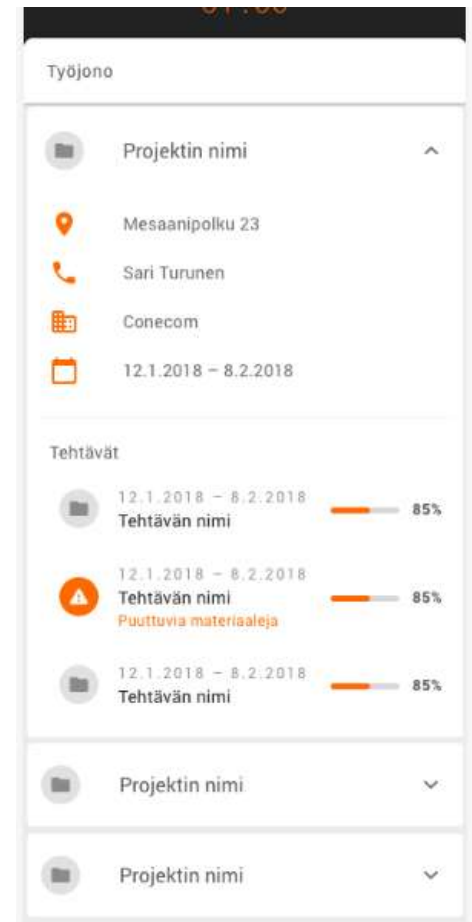 Työjono
Projektin nimi
Mesaanipolku 23
Sari Turunen
Conecom
12.1.2018 – 8.2.2018
Tehtävät
12.1.2018 – 8.2.2018
Tehtävän nimi
85%
12.1.2018 – 8.2.2018
Tehtävän nimi
85%
Puuttuvia materiaaleja
12.1.2018 – 8.2.2018
Tehtävän nimi
85%
Projektin nimi
Projektin nimi